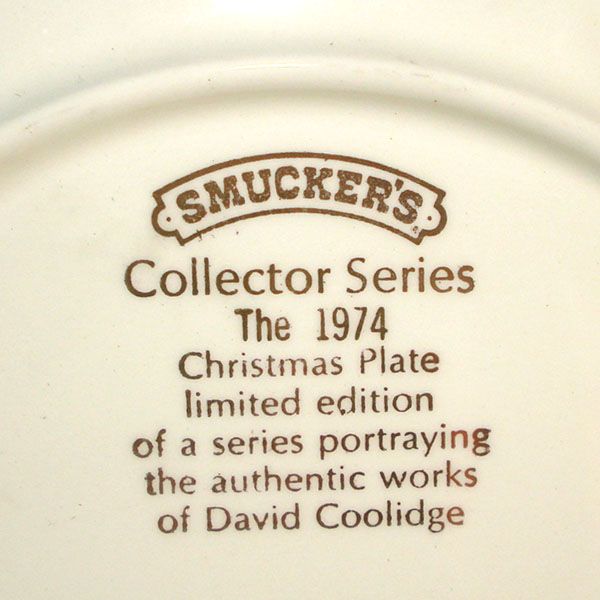 SMUCKER'S
Collector Series
The 1974
Christmas Plate
limited edition
of a series portraying
the authentic works
of David Coolidge